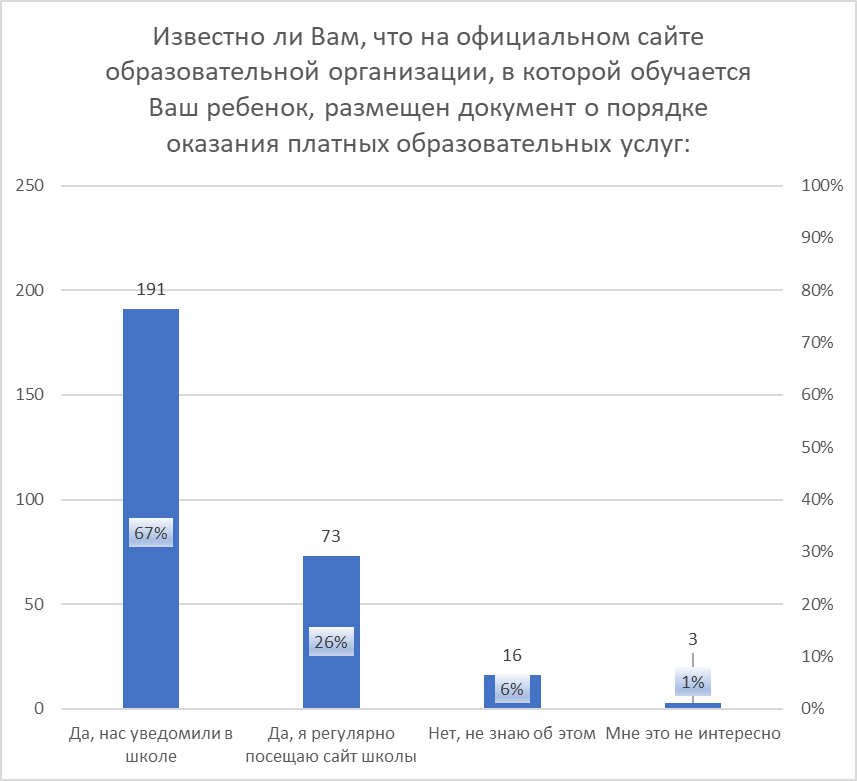 Известно ли Вам, что на официальном сайте
образовательной организации, в которой обучается
Ваш ребенок, размещен документ о порядке
оказания платных образовательных услуг:
250
200
150
100
50
0
100%
90%
80%
70%
60%
50%
40%
30%
20%
10%
0%
191
67%
73
26%
16
6%
3
1%
Да, нас уведомили в
школе
Да, я регулярно
посещаю сайт школы
Нет, не знаю об этом
Мне это не интересно